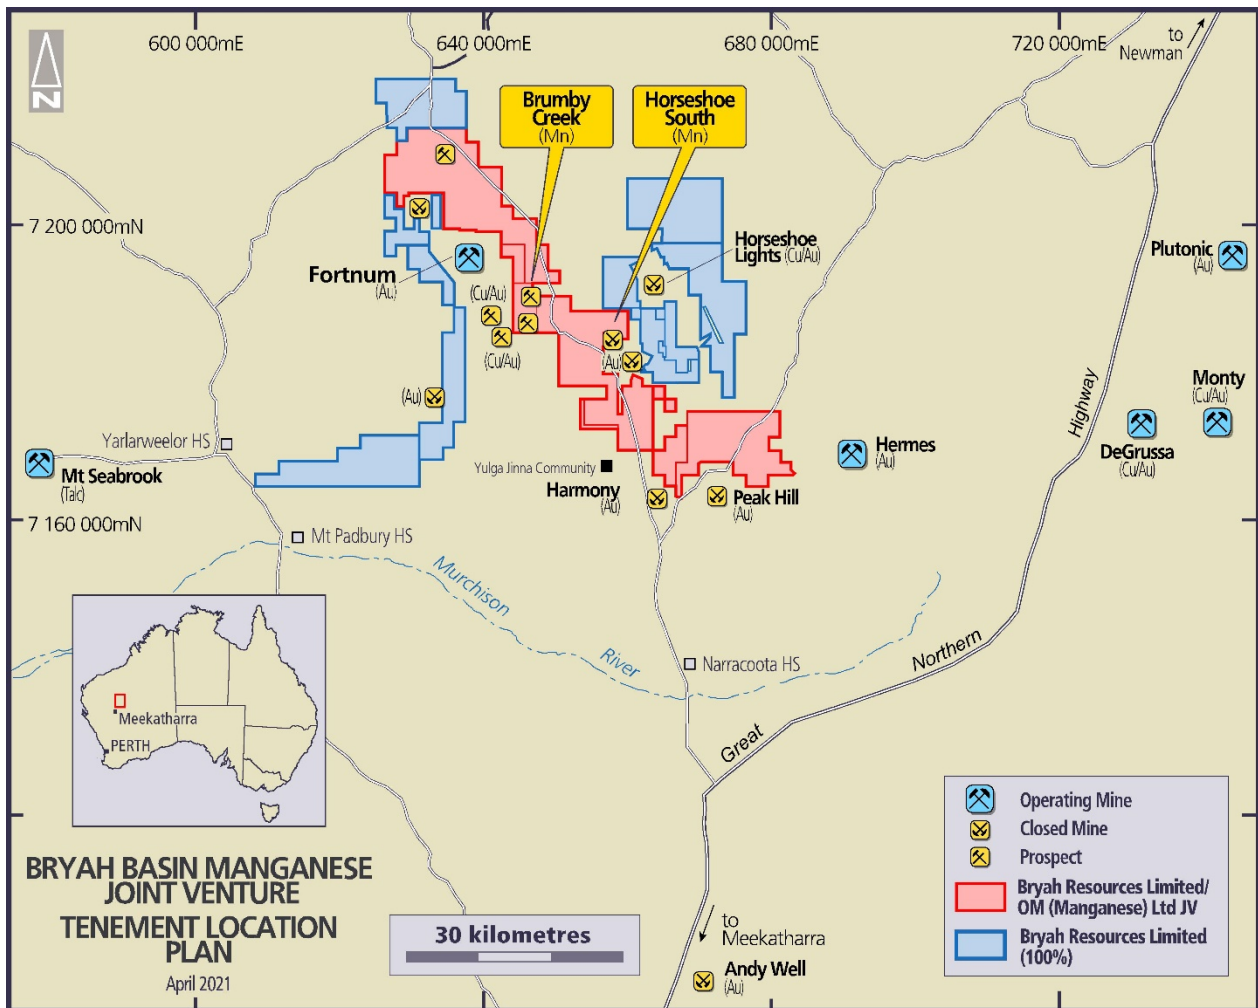 600 000mE
640 000mE
680 000mE
720 000mE
to
Newman
N
Brumby
Creek
(Mn)
Horseshoe
South
(Mn)
7 200 000mN
Fortnum
(Au)
(Cu/Au)
(Cu/Au)
Horseshoe
Lights (Cu/Au)
Plutonic
(Au)
(Au)
(Au)
Highway
Monty
(Cu/Au)
Yarlarweelor HS
Mt Seabrook
(Talc)
Yulga Jinna Community
Harmony
(Au)
Peak Hill
(Au)
Hermes
(Au)
DeGrussa
(Cu/Au)
7 160 000mN
Mt Padbury HS
Murchison
River
Narracoota HS
Northern
Great
Meekatharra
PERTH
BRYAH BASIN MANGANESE
JOINT VENTURE
TENEMENT LOCATION
PLAN
April 2021
30 kilometres
to
Meekatharra
Andy Well
(Au)
Operating Mine
Closed Mine
Prospect
Bryah Resources Limited/
OM (Manganese) Ltd JV
Bryah Resources Limited
(100%)